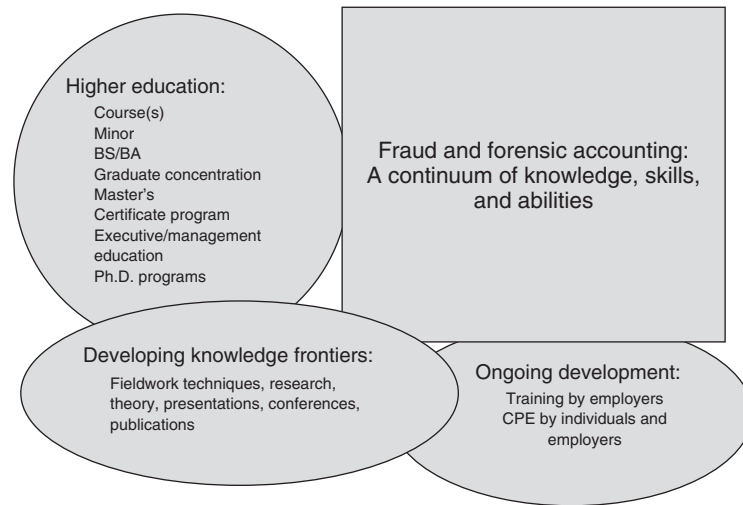 Higher education:
Course(s)
Minor
BS/BA
Graduate concentration
Master's
Certificate program
Executive/management
education
Ph.D. programs
Fraud and forensic accounting:
A continuum of knowledge, skills,
and abilities
Developing knowledge frontiers:
Fieldwork techniques, research,
theory, presentations, conferences,
publications
Ongoing development:
Training by employers
CPE by individuals and
employers